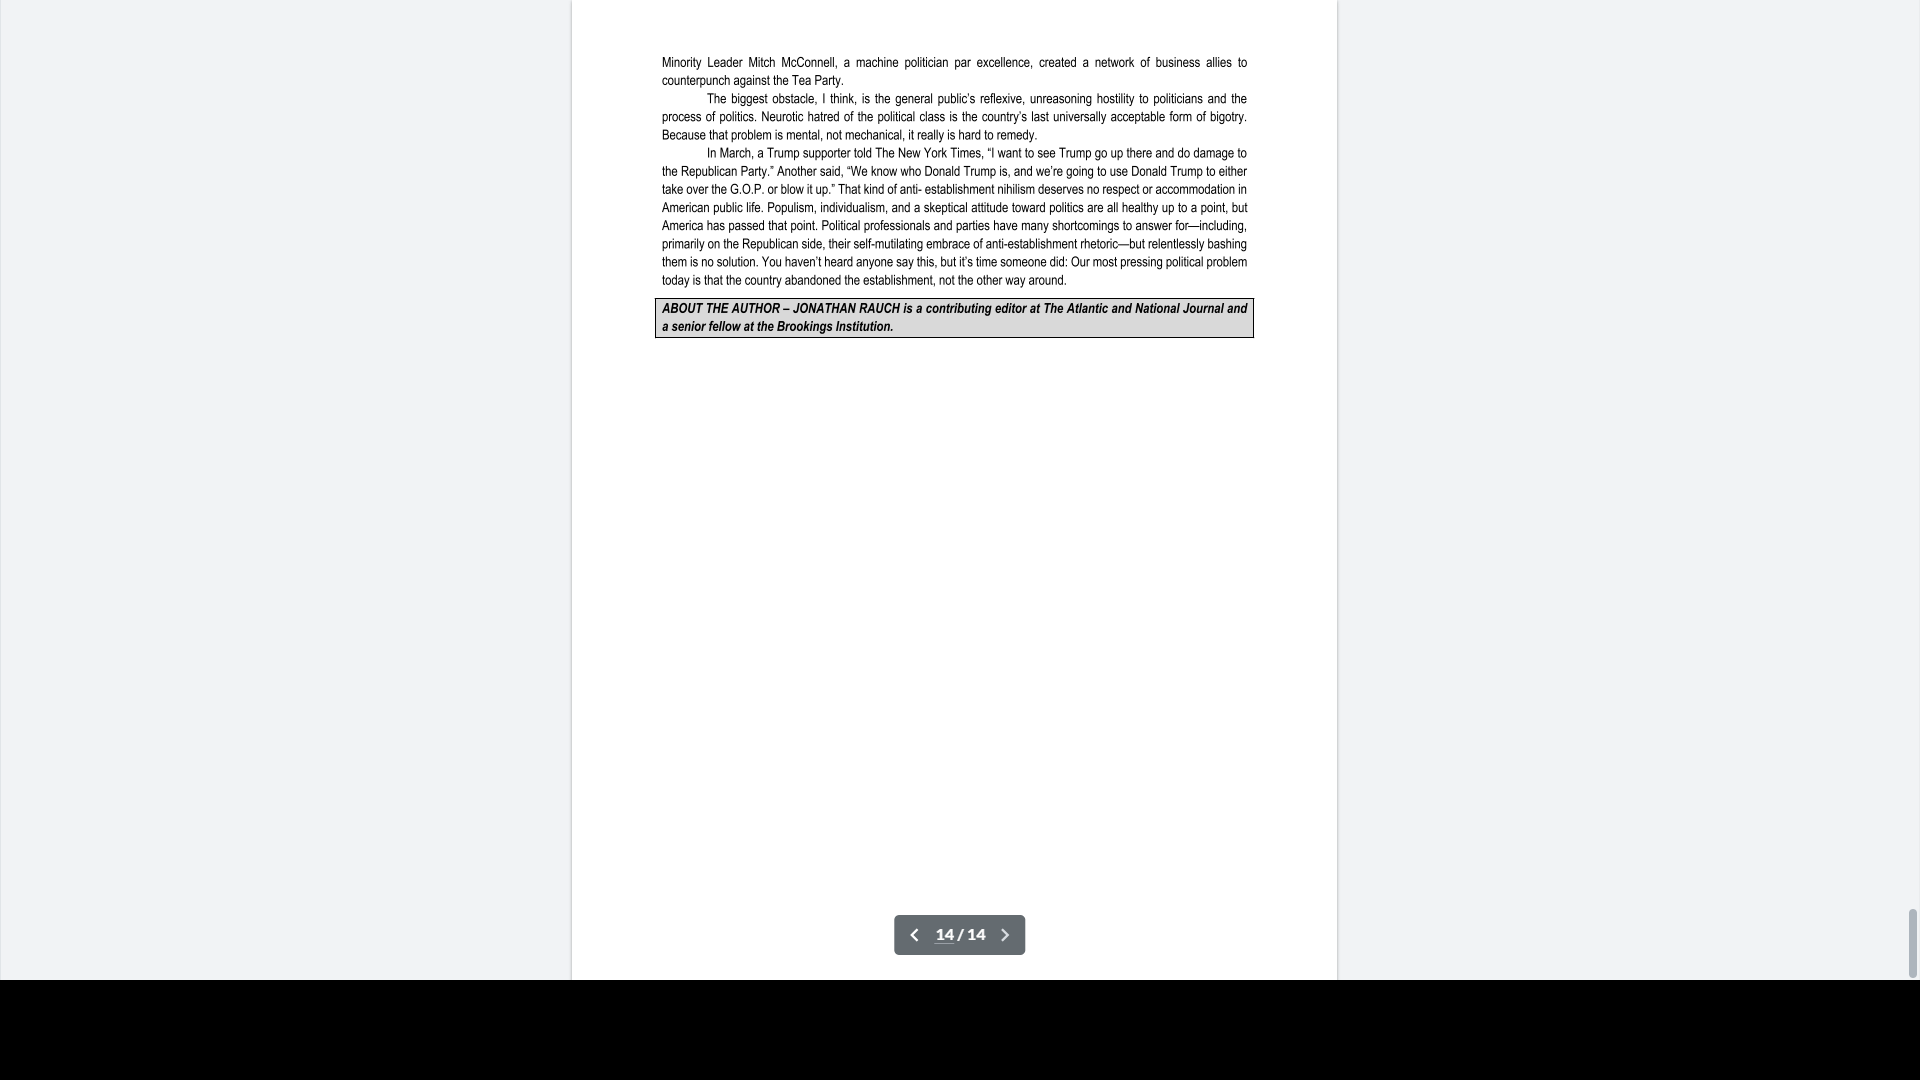 Minority Leader Mitch McConnell, a machine politician par excellence, created a network of business allies to
counterpunch against the Tea Party.
The biggest obstacle, I think, is the general public’s reflexive, unreasoning hostility to politicians and the
process of politics. Neurotic hatred of the political class is the country’s last universally acceptable form of bigotry.
Because that problem is mental, not mechanical, it really is hard to remedy.
In March, a Trump supporter told The New York Times, “I want to see Trump go up there and do damage to
the Republican Party.” Another said, “We know who Donald Trump is, and we’re going to use Donald Trump to either
take over the G.O.P. or blow it up.” That kind of anti- establishment nihilism deserves no respect or accommodation in
American public life. Populism, individualism, and a skeptical attitude toward politics are all healthy up to a point, but
America has passed that point. Political professionals and parties have many shortcomings to answer for—including,
primarily on the Republican side, their self-mutilating embrace of anti-establishment rhetoric—but relentlessly bashing
them is no solution. You haven’t heard anyone say this, but it’s time someone did: Our most pressing political problem
today is that the country abandoned the establishment, not the other way around.
ABOUT THE AUTHOR – JONATHAN RAUCH is a contributing editor at The Atlantic and National Journal and
a senior fellow at the Brookings Institution.
14 / 14